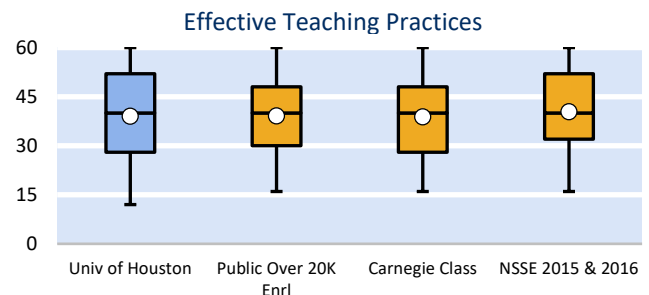 Effective Teaching Practices
60
45
30
15
0
Univ of Houston
Public Over 20K
Enrl
Carnegie Class
NSSE 2015 & 2016